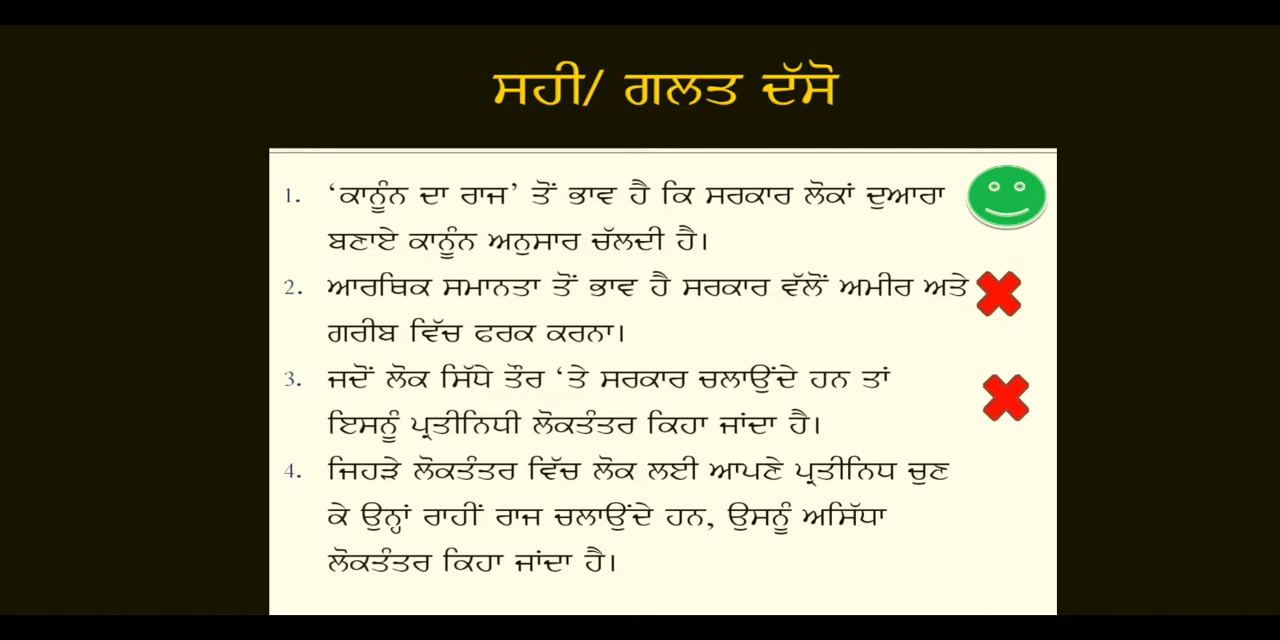 ਸਹੀ/ ਗਲਤ ਦੱਸੋ
1. ‘ਕਾਨੂੰਨ ਦਾ ਰਾਜ’ ਤੋਂ ਭਾਵ ਹੈ ਕਿ ਸਰਕਾਰ ਲੋਕਾਂ ਦੁਆਰਾ
ਬਣਾਏ ਕਾਨੂੰਨ ਅਨੁਸਾਰ ਚੱਲਦੀ ਹੈ।
2. ਆਰਥਿਕ ਸਮਾਨਤਾ ਤੋਂ ਭਾਵ ਹੈ ਸਰਕਾਰ ਵੱਲੋਂ ਅਮੀਰ ਅਤੇ
ਗਰੀਬ ਵਿੱਚ ਫਰਕ ਕਰਨਾ।
3. ਜਦੋਂ ਲੋਕ ਸਿੱਧੇ ਤੌਰ ‘ਤੇ ਸਰਕਾਰ ਚਲਾਉਂਦੇ ਹਨ ਤਾਂ
ਇਸਨੂੰ ਪ੍ਰਤੀਨਿਧੀ ਲੋਕਤੰਤਰ ਕਿਹਾ ਜਾਂਦਾ ਹੈ।
4. ਜਿਹੜੇ ਲੋਕਤੰਤਰ ਵਿੱਚ ਲੋਕ ਲਈ ਆਪਣੇ ਪ੍ਰਤੀਨਿਧ ਚੁਣ
ਕੇ ਉਨ੍ਹਾਂ ਰਾਹੀਂ ਰਾਜ ਚਲਾਉਂਦੇ ਹਨ, ਉਸਨੂੰ ਅਸਿੱਧਾ
ਲੋਕਤੰਤਰ ਕਿਹਾ ਜਾਂਦਾ ਹੈ।